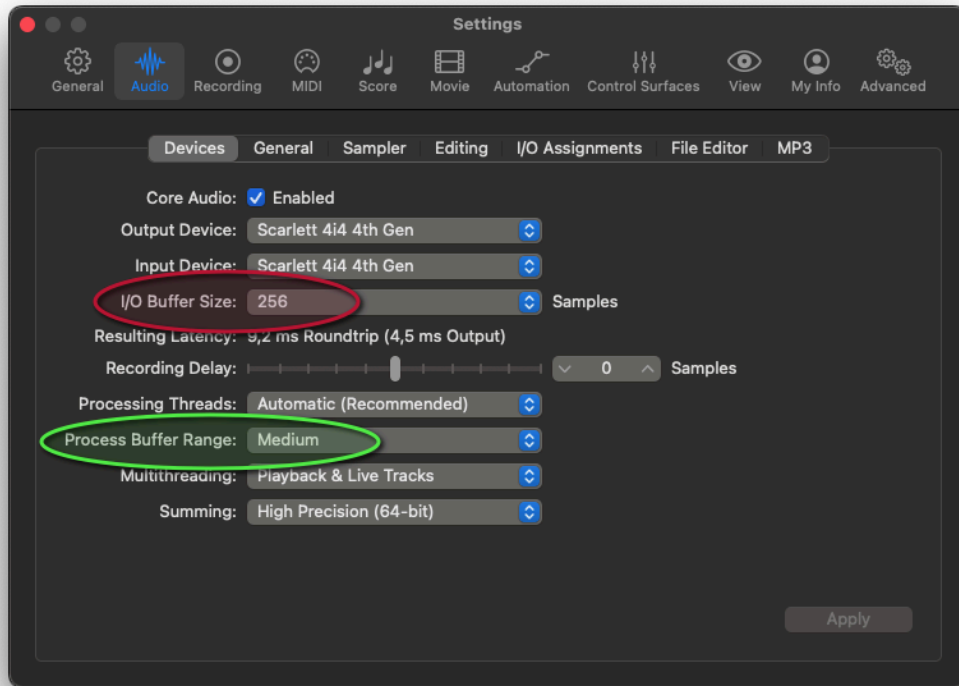 Settings
General Audio Recording MIDI Score Movie Automation Control Surfaces View My Info Advanced
Devices General Sampler Editing I/O Assignments File Editor MP3
Core Audio: Enabled
Output Device: Scarlett 4i4 4th Gen
Input Device: Scarlett 4i4 4th Gen
I/O Buffer Size: 256 Samples
Resulting Latency: 9,2 ms Roundtrip (4,5 ms Output)
Recording Delay: 0 Samples
Processing Threads: Automatic (Recommended)
Process Buffer Range: Medium
Multithreading: Playback & Live Tracks
Summing: High Precision (64-bit)
Apply